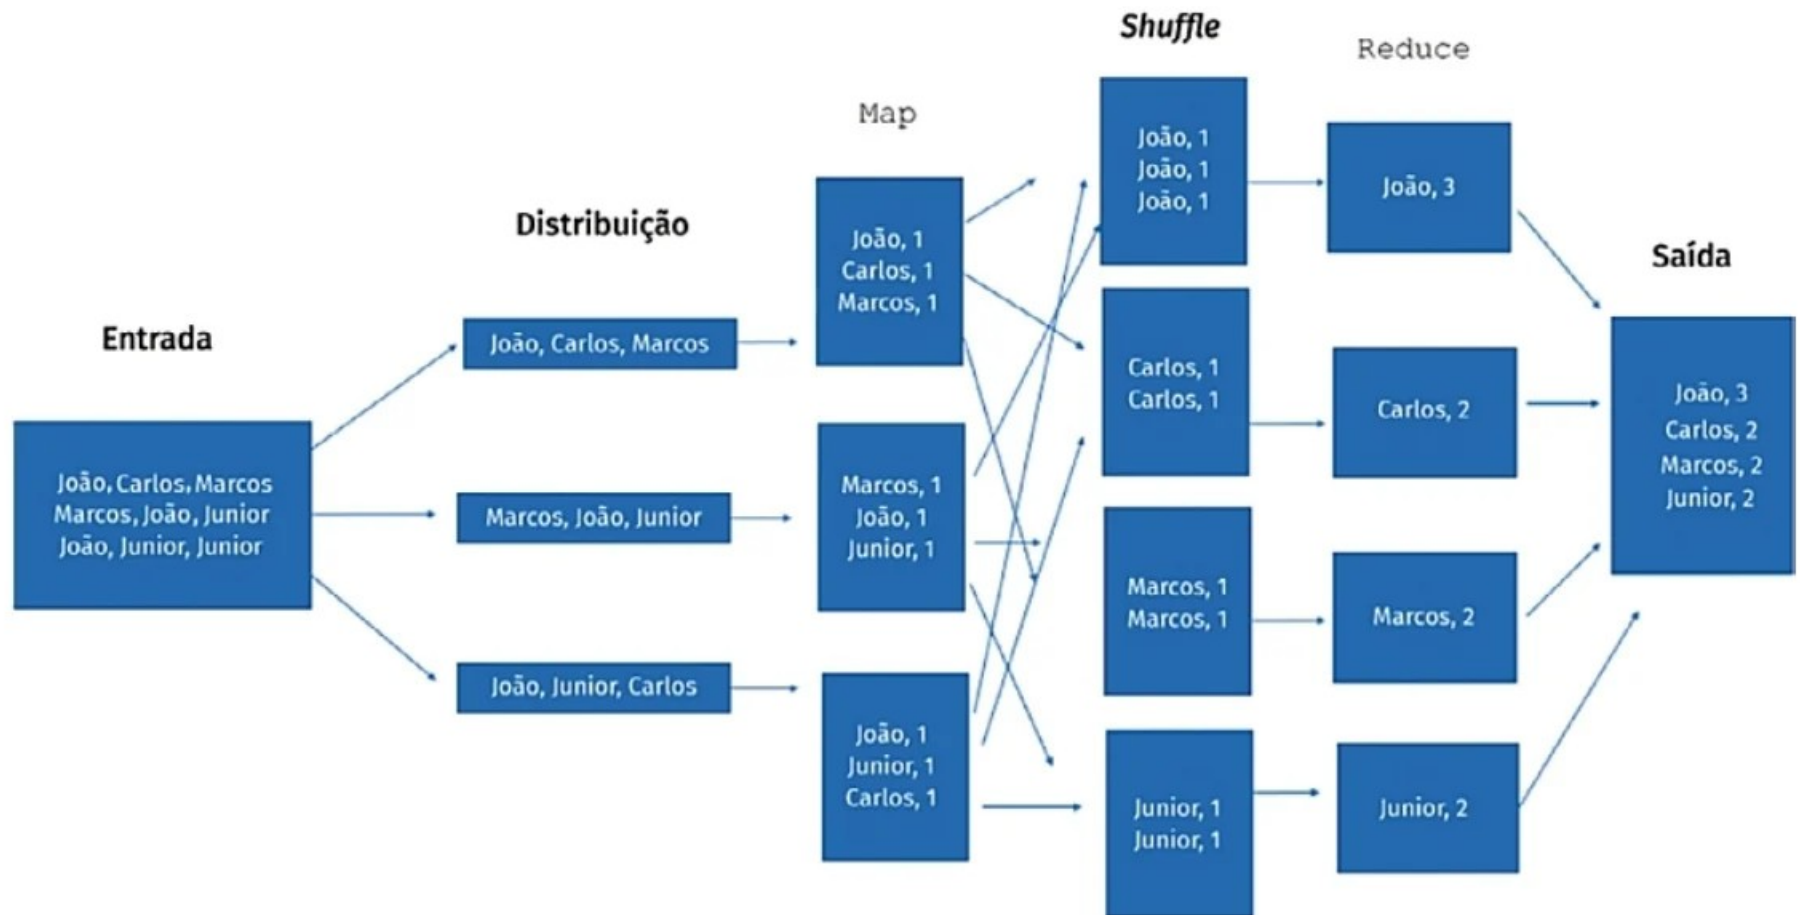 Entrada
João, Carlos, Marcos
Marcos, João, Junior
João, Junior, Junior
Distribuição
João, Carlos, Marcos
Marcos, João, Junior
João, Junior, Carlos
Map
João, 1
Carlos, 1
Marcos, 1
Marcos, 1
João, 1
Junior, 1
João, 1
Junior, 1
Carlos, 1
Shuffle
João, 1
João, 1
João, 1
Carlos, 1
Carlos, 1
Marcos, 1
Marcos, 1
Junior, 1
Junior, 1
Reduce
João, 3
Carlos, 2
Marcos, 2
Junior, 2
Saída
João, 3
Carlos, 2
Marcos, 2
Junior, 2